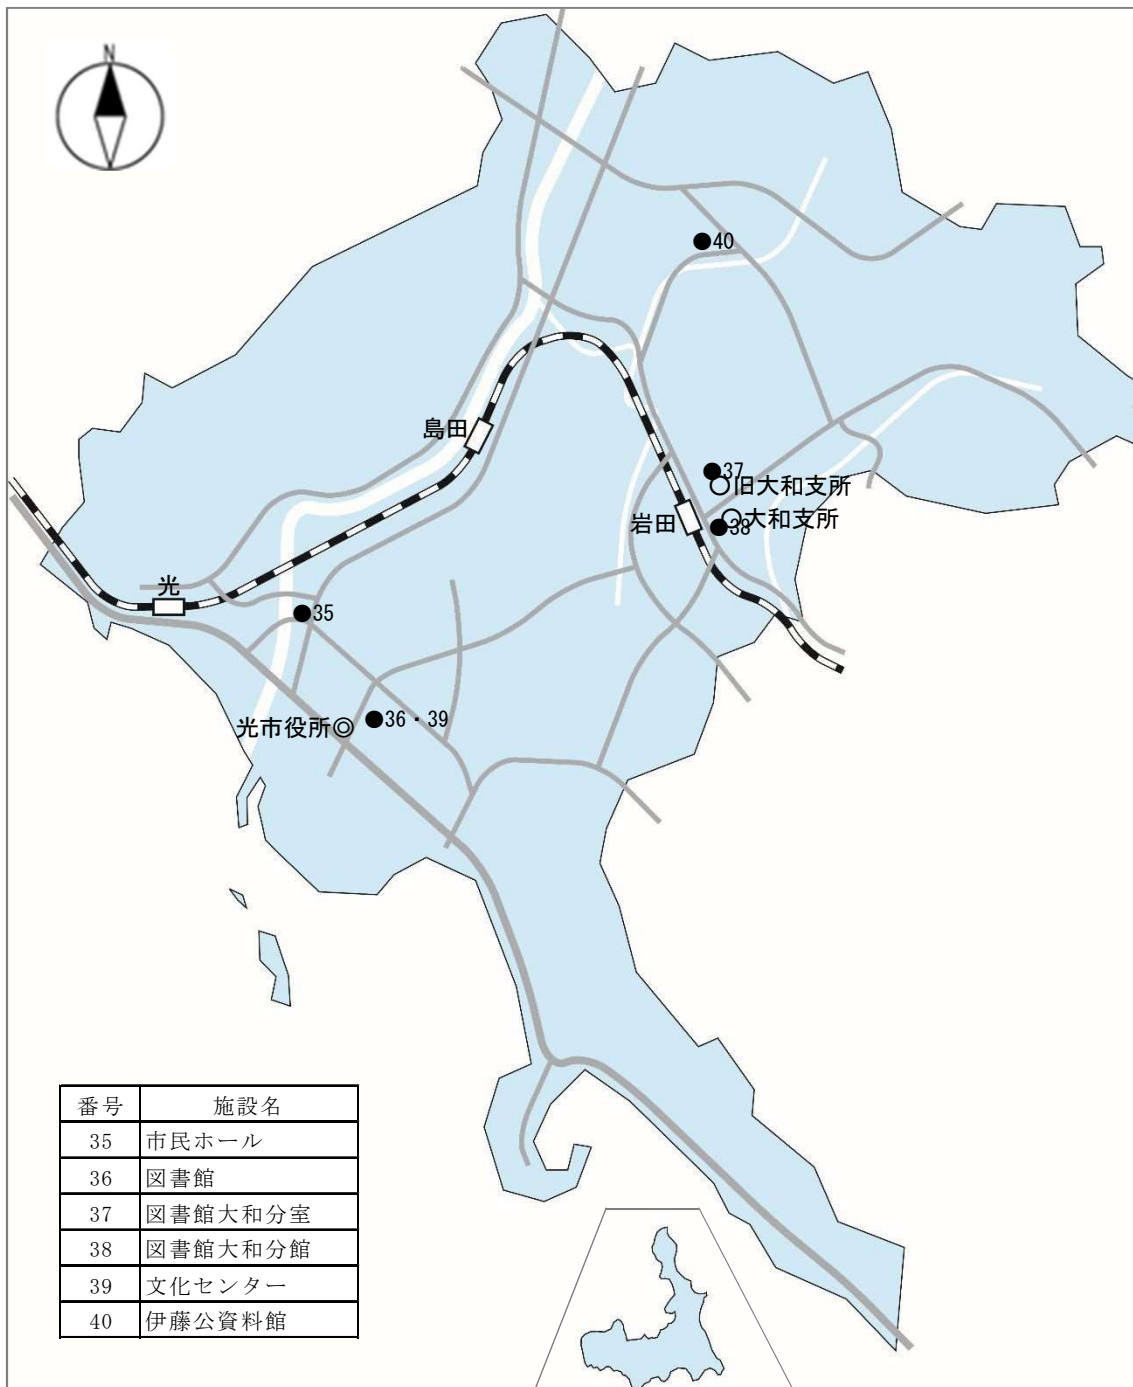 N
●40
島田
●37
○旧大和支所
○大和支所
岩田
●38
光
●35
光市役所◎
●36・39
番号 施設名
35 市民ホール
36 図書館
37 図書館大和分室
38 図書館大和分館
39 文化センター
40 伊藤公資料館